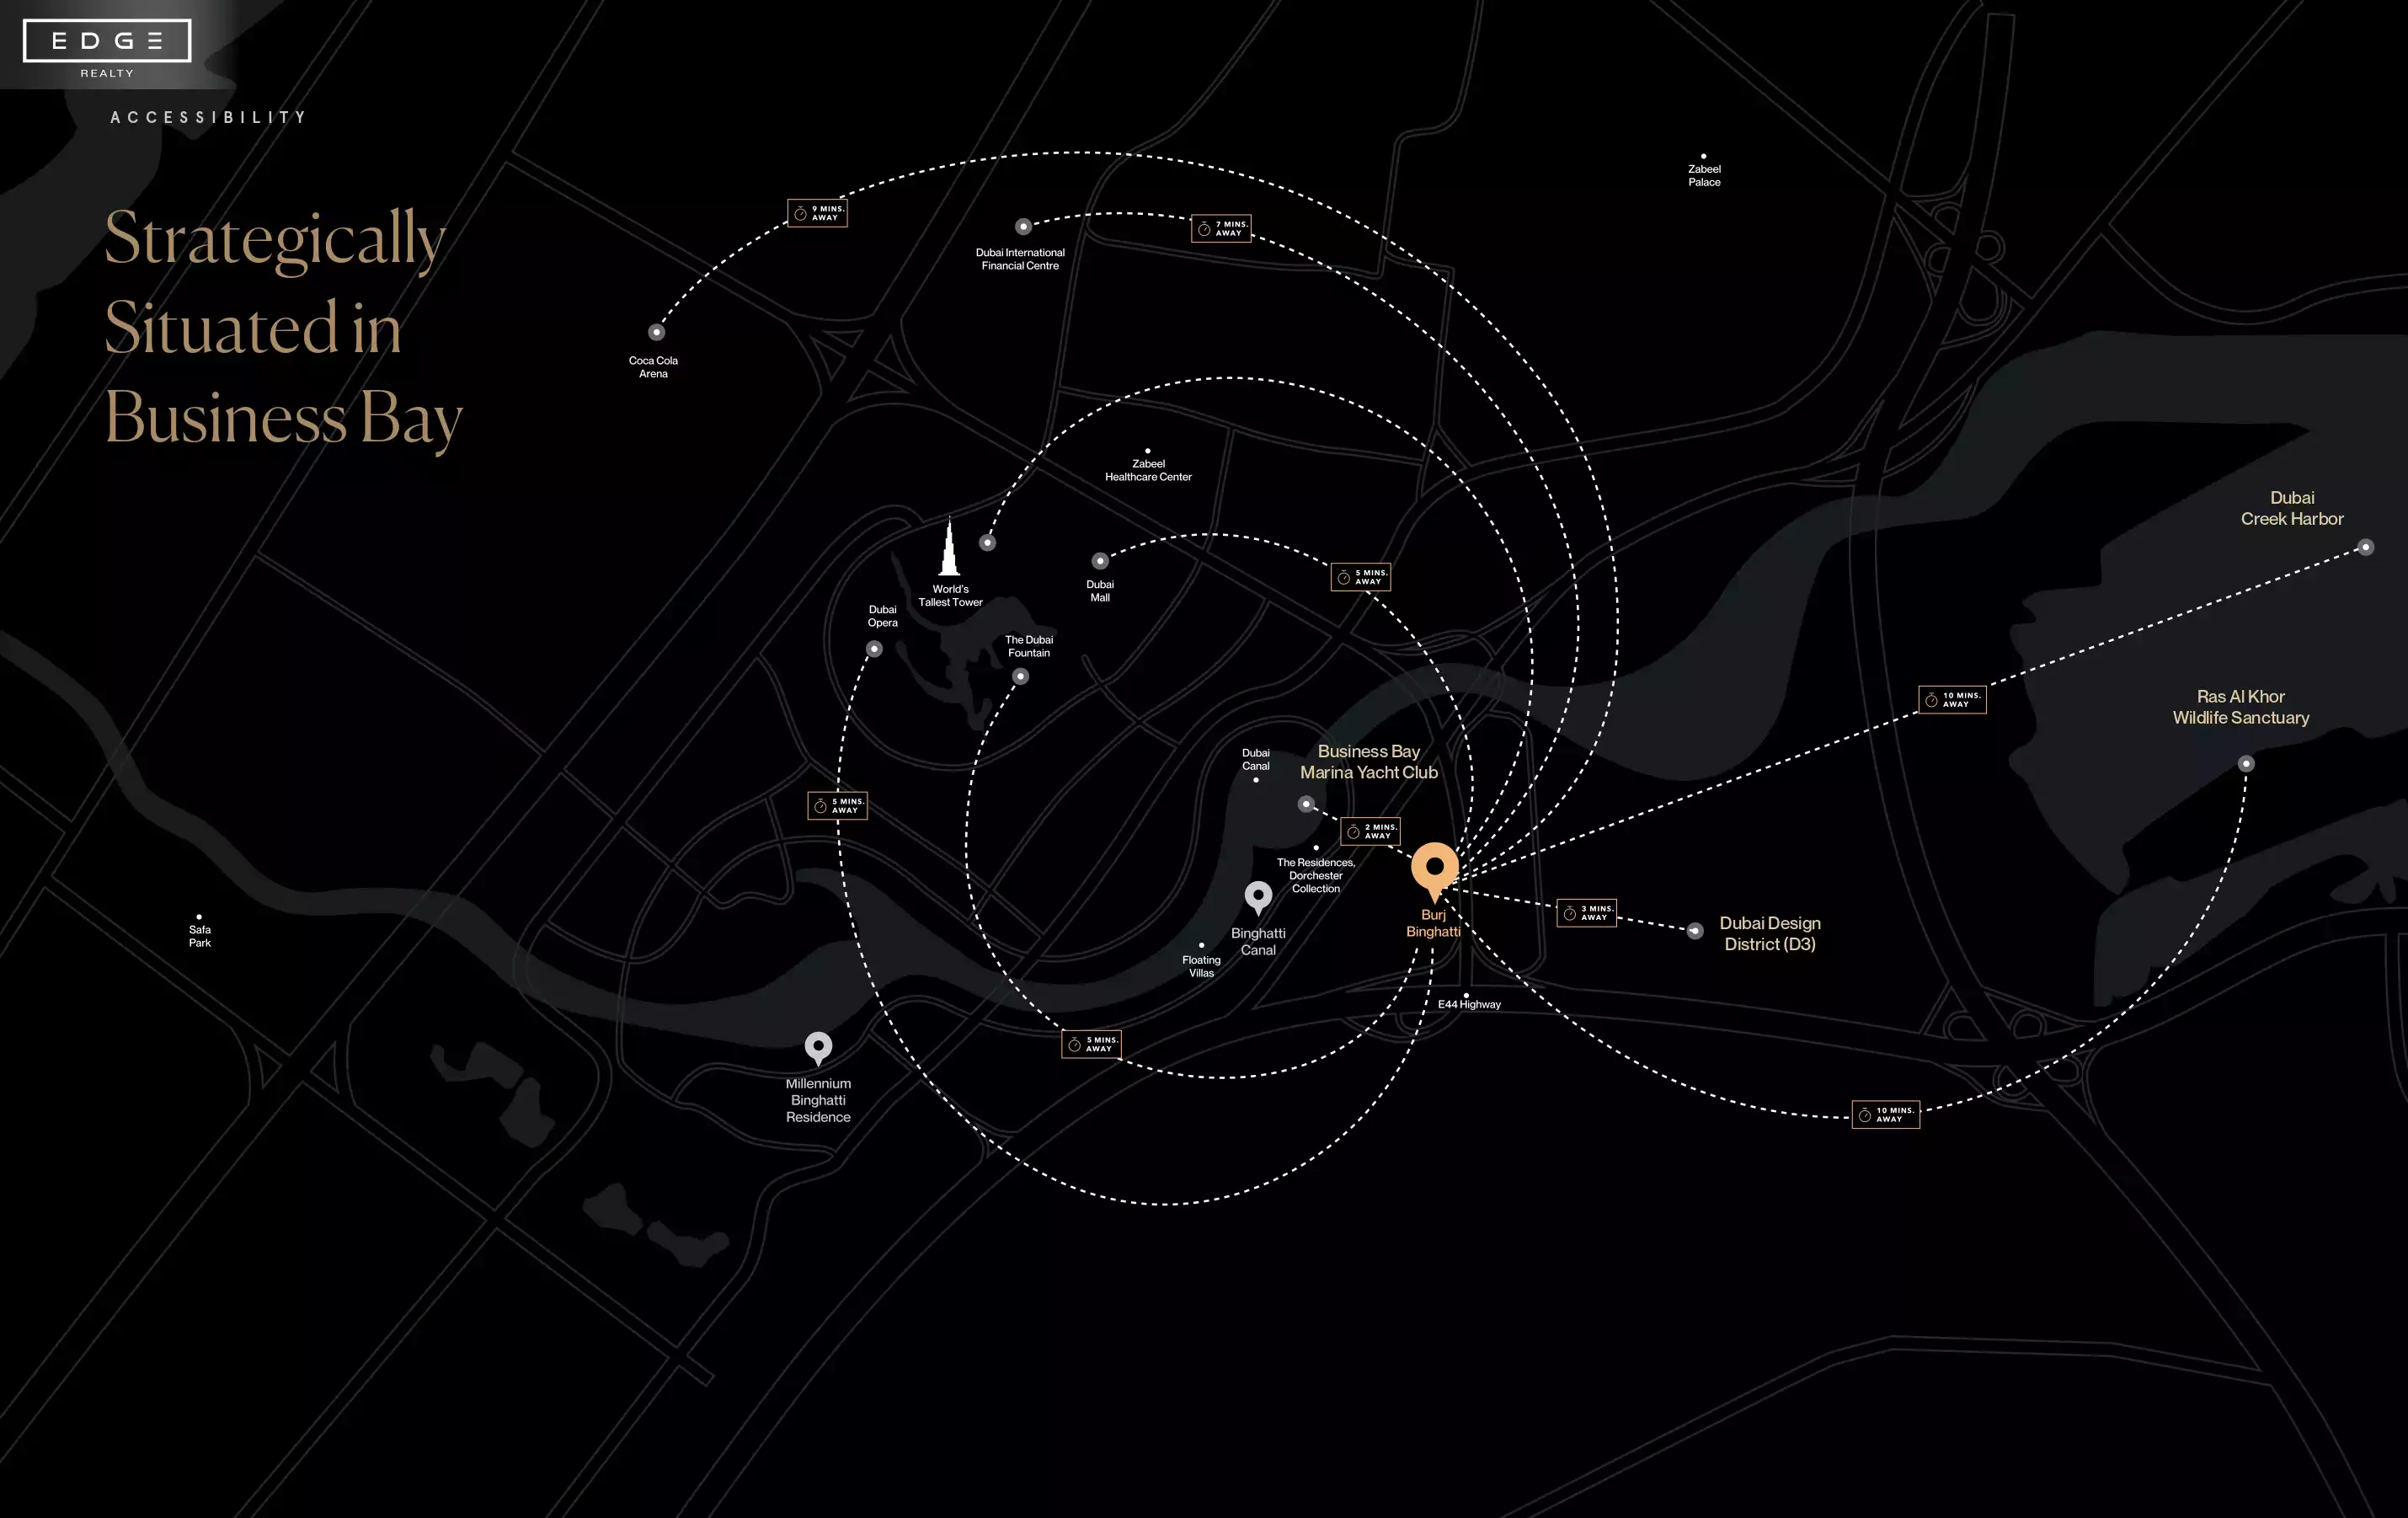 EDGE
REALTY
ACCESSIBILITY
Strategically
Situated in
Business Bay
Zabeel
Palace
9 MINS.
AWAY
7 MINS.
AWAY
Dubai International
Financial Centre
Coca Cola
Arena
Zabeel
Healthcare Center
Dubai
Creek Harbor
5 MINS.
AWAY
World's
Tallest Tower
Dubai
Mall
Dubai
Opera
The Dubai
Fountain
10 MINS.
AWAY
Ras Al Khor
Wildlife Sanctuary
Dubai
Canal
Business Bay
Marina Yacht Club
5 MINS.
AWAY
2 MINS.
AWAY
The Residences,
Dorchester
Collection
Burj
Binghatti
3 MINS.
AWAY
Dubai Design
District (D3)
Safa
Park
Binghatti
Canal
Floating
Villas
E44 Highway
5 MINS.
AWAY
Millennium
Binghatti
Residence
10 MINS.
AWAY